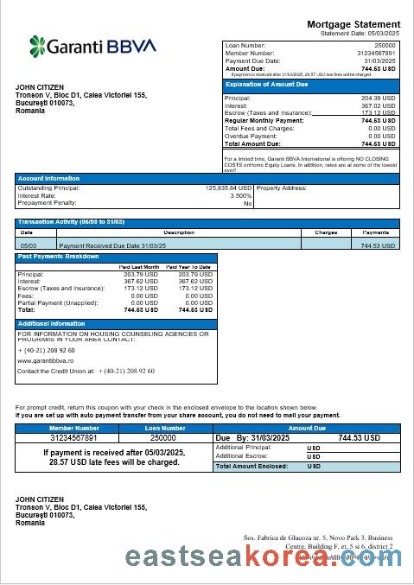 Garanti BBVA
Mortgage Statement
Statement Date: 05/03/2025
Loan Number: 250000
Member Number: 31234567891
Payment Due Date: 31/03/2025
Amount Due: 744.53 USD
If payment is received after 31/03/2025, 28.57 USD late fees will be charged.
JOHN CITIZEN
Tronson V, Bloc D1, Calea Victoriei 155,
București 010073,
Romania
Explanation of Amount Due
Principal: 204.39 USD
Interest: 367.02 USD
Escrow (Taxes and Insurance): 173.12 USD
Regular Monthly Payment: 744.53 USD
Total Fees and Charges: 0.00 USD
Overdue Payment: 0.00 USD
Total Amount Due: 744.53 USD
For a limited time, Garanti BBVA International is offering NO CLOSING
COSTS on Home Equity Loans. In addition, rates are at some of the lowest
ever!
Account Information
Outstanding Principal: 125,835.84 USD Property Address:
Interest Rate: 3.500%
Prepayment Penalty: No
Transaction Activity (05/03 to 31/03)
Date Description Charges Payments
05/03 Payment Received Due Date 31/03/25 744.53 USD
Past Payments Breakdown
Paid Last Month Paid Year To Date
Principal: 203.79 USD 203.79 USD
Interest: 367.62 USD 367.62 USD
Escrow (Taxes and Insurance): 173.12 USD 173.12 USD
Fees: 0.00 USD 0.00 USD
Partial Payment (Unapplied): 0.00 USD 0.00 USD
Total: 744.53 USD 744.53 USD
Additional Information
FOR INFORMATION ON HOUSING COUNSELING AGENCIES OR
PROGRAMS IN YOUR AREA CONTACT:
+ (40-21) 208 92 60
www.garantibbva.ro
Contact the Credit Union at: + (40-21) 208 92 60
For prompt credit, return this coupon with your check in the enclosed envelope to the location shown below.
If you are set up with auto payment transfer from your share account, you do not need to mail your payment.
Member Number Loan Number Amount Due
31234567891 250000 Due By: 31/03/2025 744.53 USD
If payment is received after 05/03/2025,
28.57 USD late fees will be charged.
Additional Principal: USD
Additional Escrow: USD
Total Amount Enclosed: USD
JOHN CITIZEN
Tronson V, Bloc D1, Calea Victoriei 155,
București 010073,
Romania
Sos. Fabrica de Glucoza nr. 5, Novo Park 3, Business
Centre, Building F, et. 5 si 6, district 2
eastseakorea.com